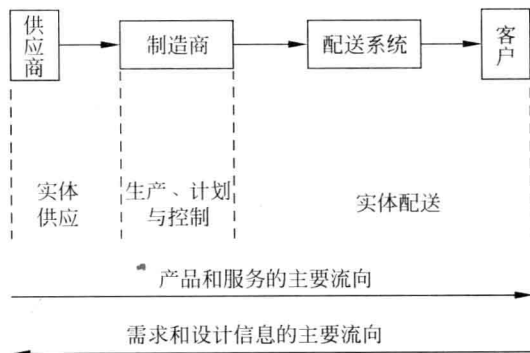 供应商
制造商
配送系统
客户
实体
供应
生产、计划
与控制
实体配送
产品和服务的主要流向
需求和设计信息的主要流向